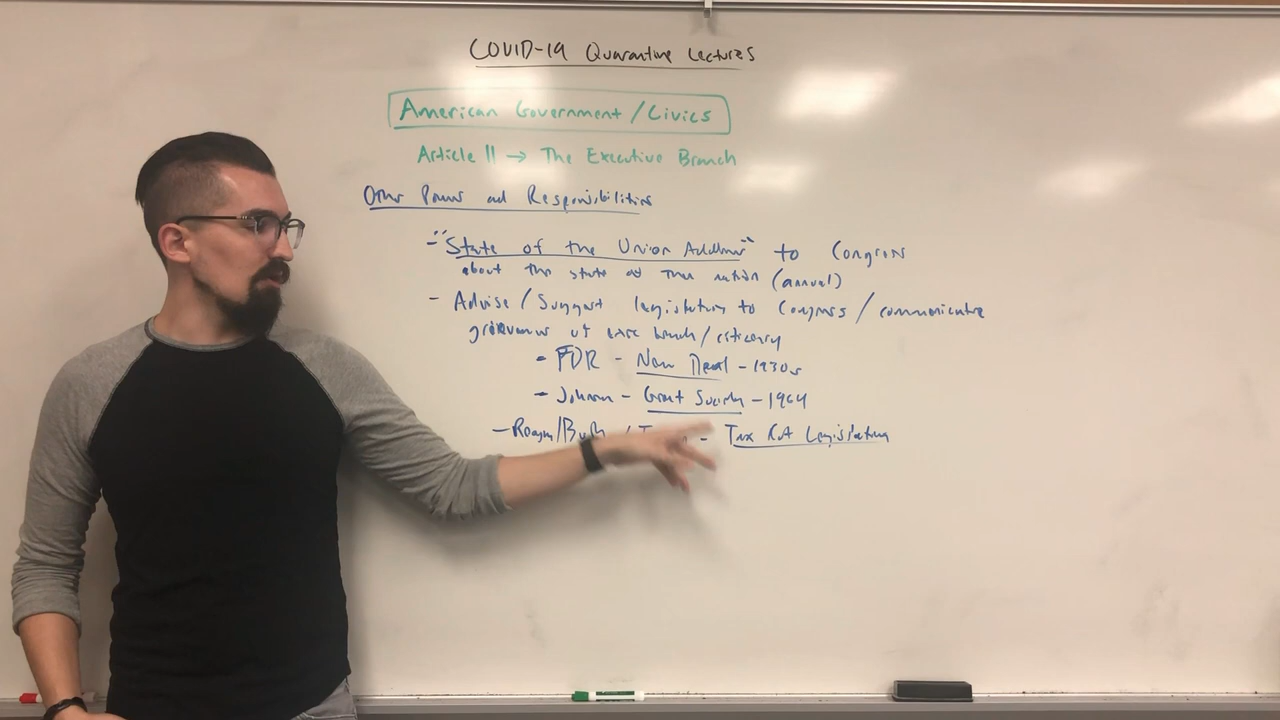 COVID-19 Quarantine Lectures
American Government/Civics
Article II → The Executive Branch
Other Powers and Responsibilities
- "State of the Union Address" to Congress
about the state of the nation (annual)
- Advise/Suggest legislation to Congress/communicate
grievances of exec branch/citizenry
- FDR - New Deal - 1930s
- Johnson - Great Society - 1964
- Reagan/Bush / - Tax Cut Legislation